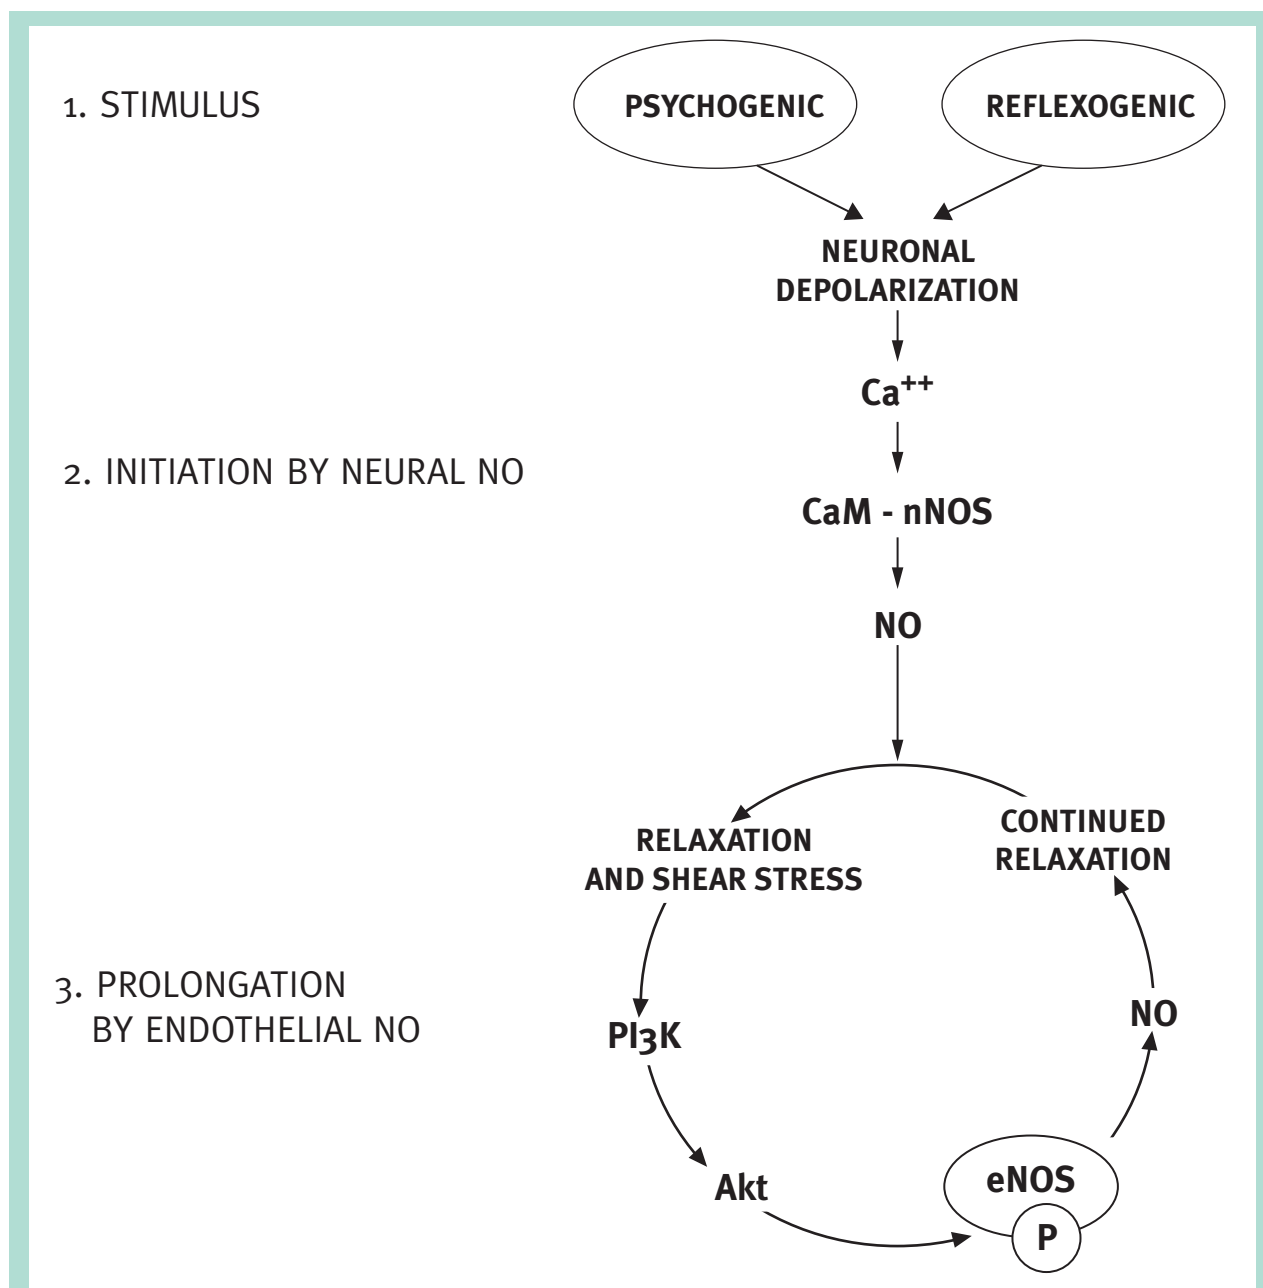 1. STIMULUS
PSYCHOGENIC
REFLEXOGENIC
NEURONAL
DEPOLARIZATION
Ca++
2. INITIATION BY NEURAL NO
CaM - nNOS
NO
RELAXATION
AND SHEAR STRESS
CONTINUED
RELAXATION
3. PROLONGATION
BY ENDOTHELIAL NO
PI3K
NO
Akt
eNOS
P